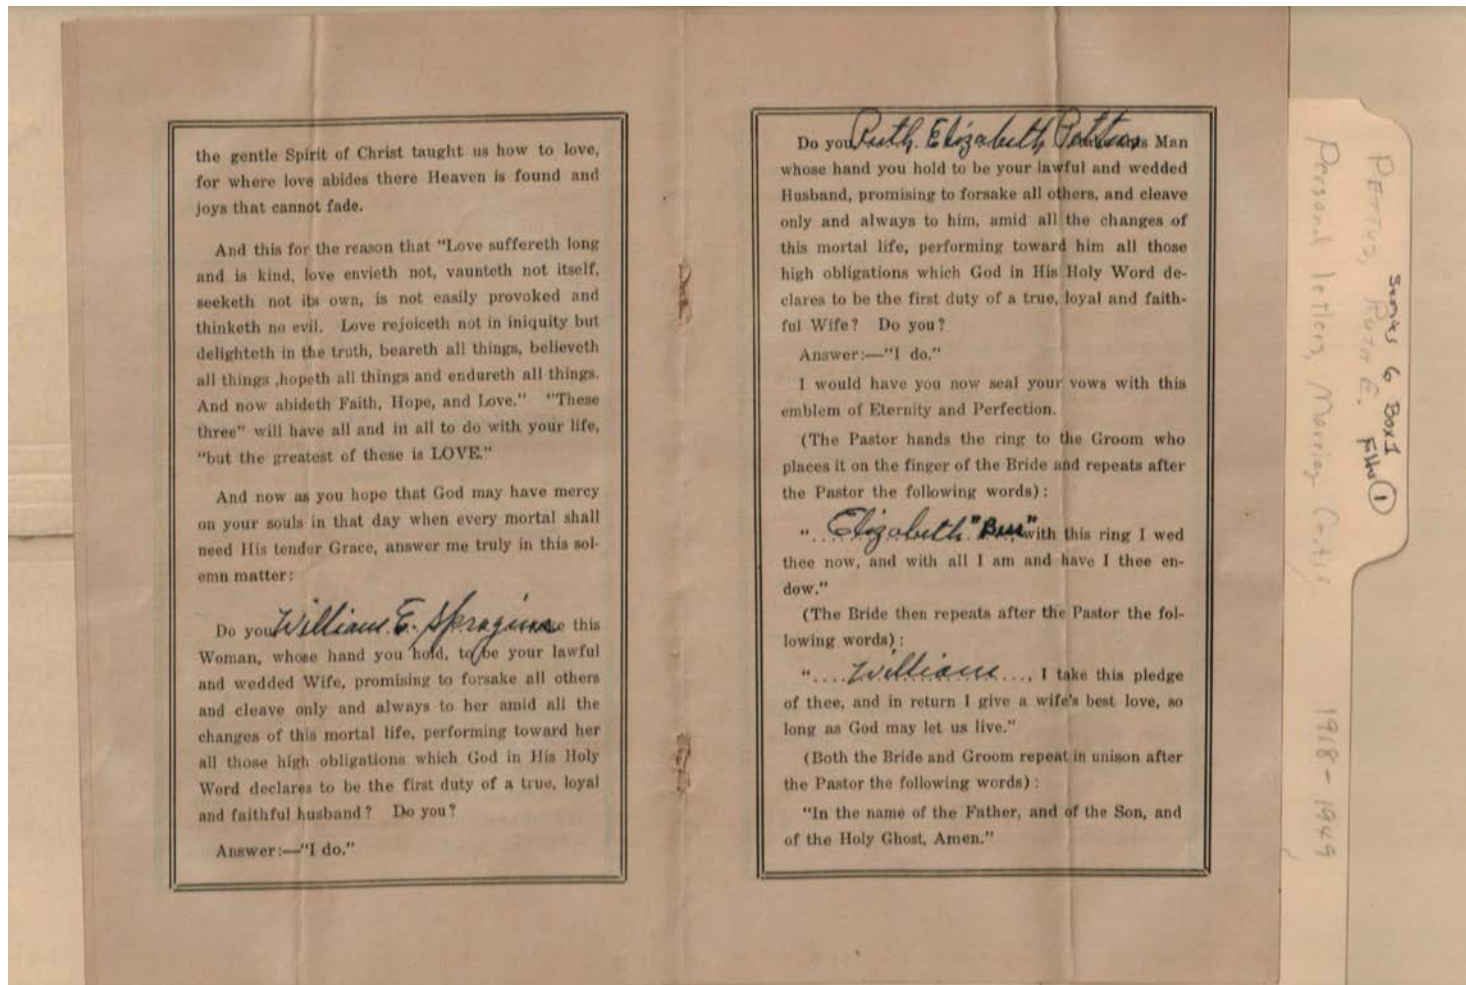 the gentle Spirit of Christ taught us how to love,
for where love abides there Heaven is found and
joys that cannot fade.
And this for the reason that "Love suffereth long
and is kind, love envieth not, vaunteth not itself,
seeketh not its own, is not easily provoked and
thinketh no evil. Love rejoiceth not in iniquity but
delighteth in the truth, beareth all things, believeth
all things ,hopeth all things and endureth all things.
And now abideth Faith, Hope, and Love." "These
three" will have all and in all to do with your life,
"but the greatest of these is LOVE."
And now as you hope that God may have mercy
on your souls in that day when every mortal shall
need His tender Grace, answer me truly in this sol-
emn matter:
Do you William E. Spragins this
Woman, whose hand you hold, to be your lawful
and wedded Wife, promising to forsake all others
and cleave only and always to her amid all the
changes of this mortal life, performing toward her
all those high obligations which God in His Holy
Word declares to be the first duty of a true, loyal
and faithful husband? Do you?
Answer:—"I do."
Do you Ruth. Elizabeth Pettus Man
whose hand you hold to be your lawful and wedded
Husband, promising to forsake all others, and cleave
only and always to him, amid all the changes of
this mortal life, performing toward him all those
high obligations which God in His Holy Word de-
clares to be the first duty of a true, loyal and faith-
ful Wife? Do you?
Answer:—"I do."
I would have you now seal your vows with this
emblem of Eternity and Perfection.
(The Pastor hands the ring to the Groom who
places it on the finger of the Bride and repeats after
the Pastor the following words):
"..Elizabeth "Bess" with this ring I wed
thee now, and with all I am and have I thee en-
dow."
(The Bride then repeats after the Pastor the fol-
lowing words):
"....William..., I take this pledge
of thee, and in return I give a wife's best love, so
long as God may let us live."
(Both the Bride and Groom repeat in unison after
the Pastor the following words):
"In the name of the Father, and of the Son, and
of the Holy Ghost, Amen."
Series 6 Box 1
Folder 1
PETTUS, RUTH E.
Personal letters, Marriage 1918-1949